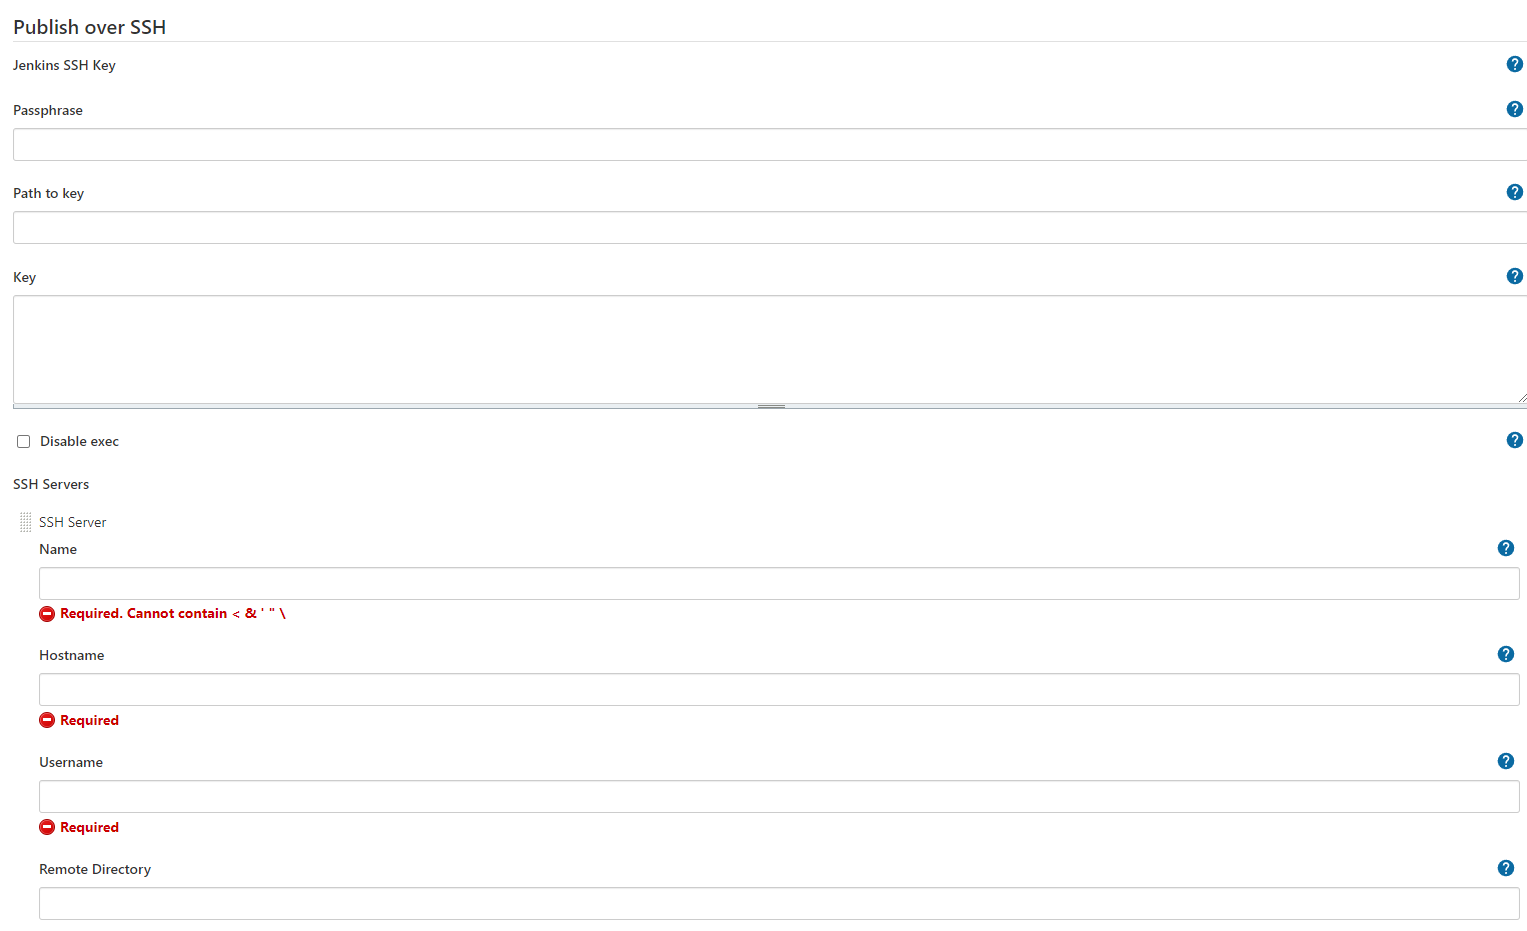 Publish over SSH
Jenkins SSH Key
?
Passphrase
?
Path to key
?
Key
?
Disable exec
?
SSH Servers
SSH Server
Name
?
Required. Cannot contain < & ' " \
Hostname
?
Required
Username
?
Required
Remote Directory
?